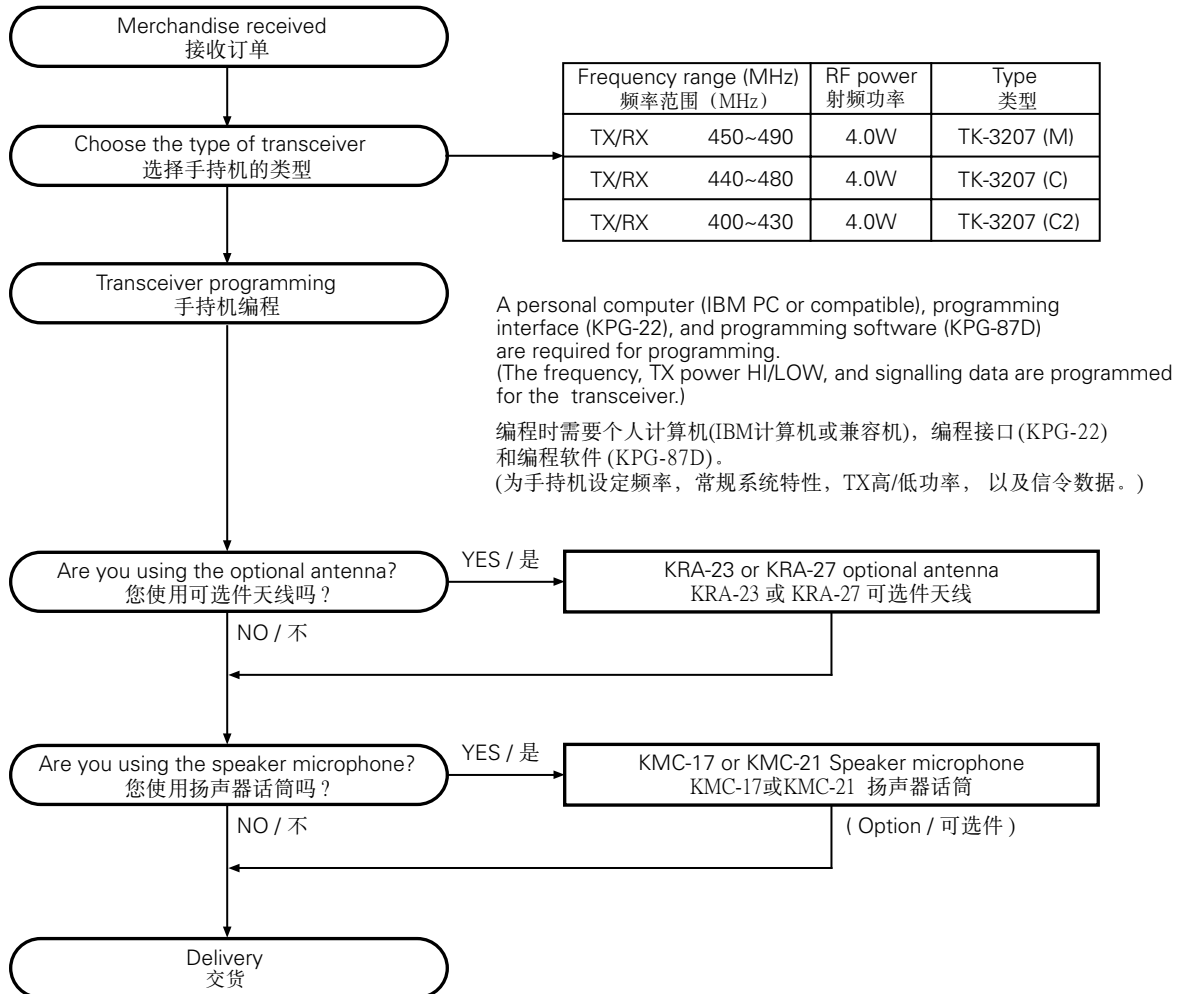 Merchandise received
接收订单
Choose the type of transceiver
选择手持机的类型
Frequency range (MHz) RF power Type
频率范围（MHz） 射频功率 类型
TX/RX 450~490 4.0W TK-3207 (M)
TX/RX 440~480 4.0W TK-3207 (C)
TX/RX 400~430 4.0W TK-3207 (C2)
Transceiver programming
手持机编程
A personal computer (IBM PC or compatible), programming
interface (KPG-22), and programming software (KPG-87D)
are required for programming.
(The frequency, TX power HI/LOW, and signalling data are programmed
for the transceiver.)
编程时需要个人计算机(IBM计算机或兼容机)，编程接口(KPG-22)
和编程软件(KPG-87D)。
(为手持机设定频率，常规系统特性，TX高/低功率， 以及信令数据。)
Are you using the optional antenna?
您使用可选件天线吗？
YES / 是
KRA-23 or KRA-27 optional antenna
KRA-23 或 KRA-27 可选件天线
NO / 不
Are you using the speaker microphone?
您使用扬声器话筒吗？
YES / 是
KMC-17 or KMC-21 Speaker microphone
KMC-17或KMC-21 扬声器话筒
NO / 不
( Option / 可选件 )
Delivery
交货